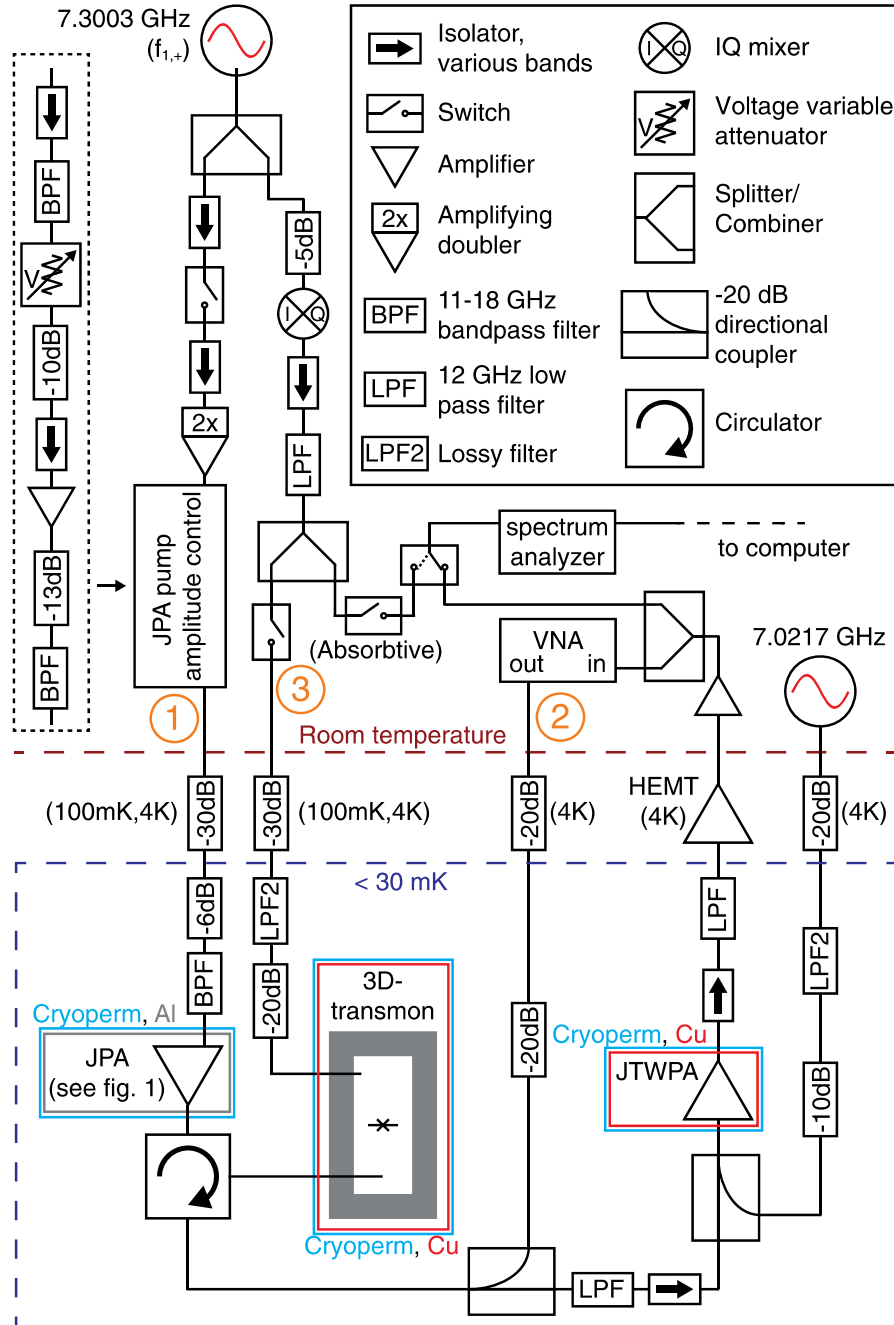 7.3003 GHz
(f1,+)
BPF
V
-10dB
-13dB
BPF
2x
JPA pump
amplitude control
-5dB
I Q
LPF
Isolator,
various bands
Switch
Amplifier
2x
Amplifying
doubler
BPF
11-18 GHz
bandpass filter
LPF
12 GHz low
pass filter
LPF2
Lossy filter
I Q
IQ mixer
V
Voltage variable
attenuator
Splitter/
Combiner
-20 dB
directional
coupler
Circulator
spectrum
analyzer
to computer
(Absorbtive)
VNA
out in
7.0217 GHz
1
3
2
Room temperature
(100mK,4K)
-30dB
-30dB
(100mK,4K)
-20dB
(4K)
HEMT
(4K)
-20dB
(4K)
< 30 mK
-6dB
BPF
LPF2
-20dB
3D-
transmon
Cryoperm, Cu
Cryoperm, Al
JPA
(see fig. 1)
-20dB
LPF
Cryoperm, Cu
JTWPA
LPF2
-10dB
LPF